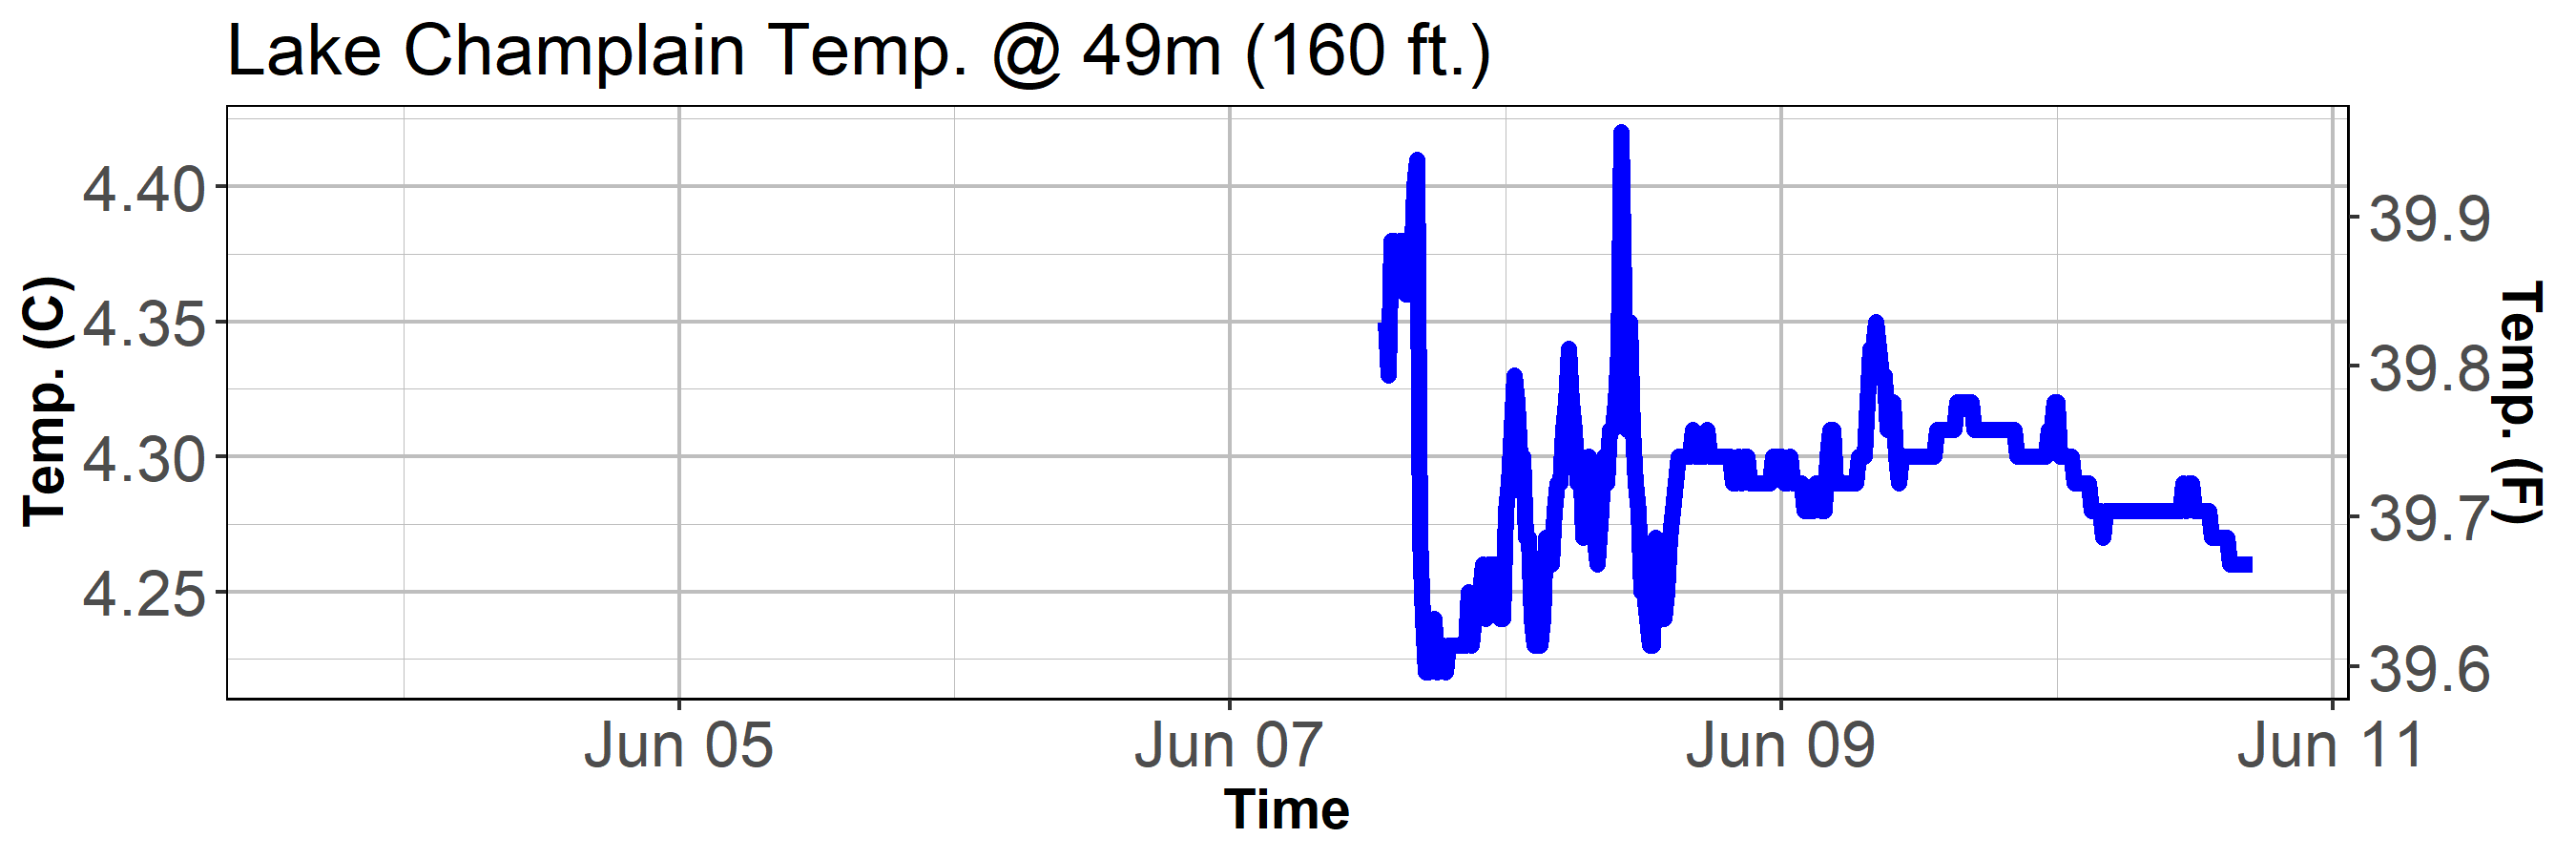 Lake Champlain Temp. @ 49m (160 ft.)
Temp. (C)
4.40
4.35
4.30
4.25
39.9
39.8
39.7
39.6
Temp. (F)
Jun 05 Jun 07 Jun 09 Jun 11
Time